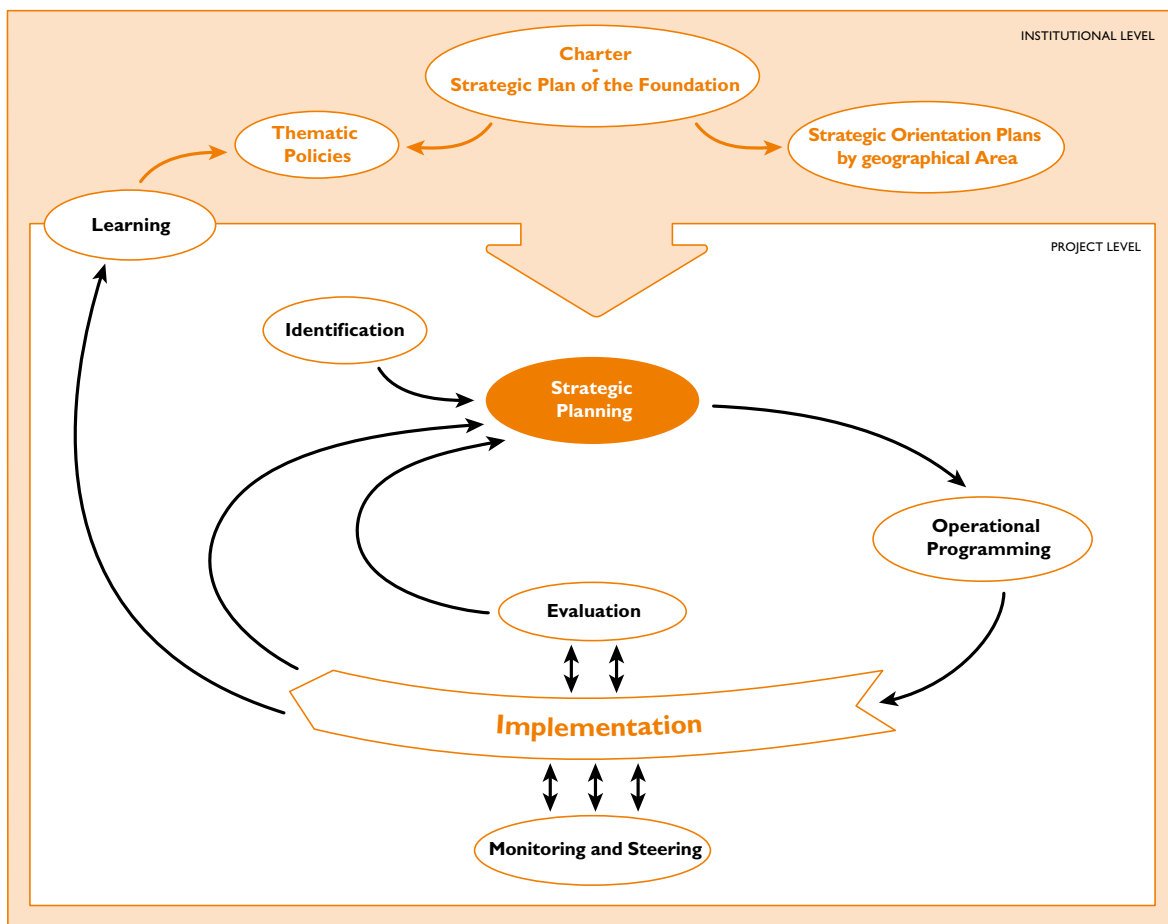 INSTITUTIONAL LEVEL
Charter
-
Strategic Plan of the Foundation
Thematic
Policies
Strategic Orientation Plans
by geographical Area
Learning
PROJECT LEVEL
Identification
Strategic
Planning
Operational
Programming
Evaluation
Implementation
Monitoring and Steering